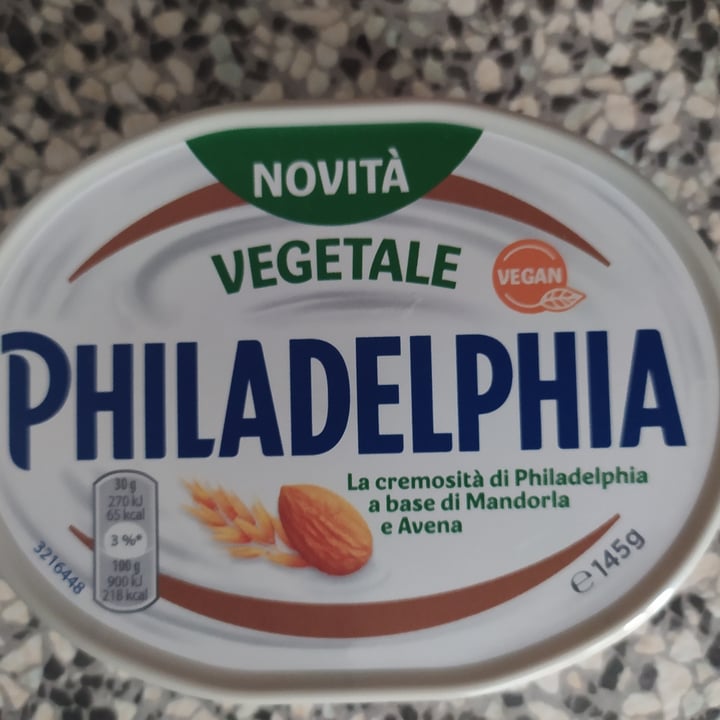 NOVITÀ
VEGETALE
VEGAN
PHILADELPHIA
La cremosità di Philadelphia
a base di Mandorla
e Avena
30 g
270 kJ
65 kcal
3 %*
100 g
900 kJ
218 kcal
3216448
℮145g